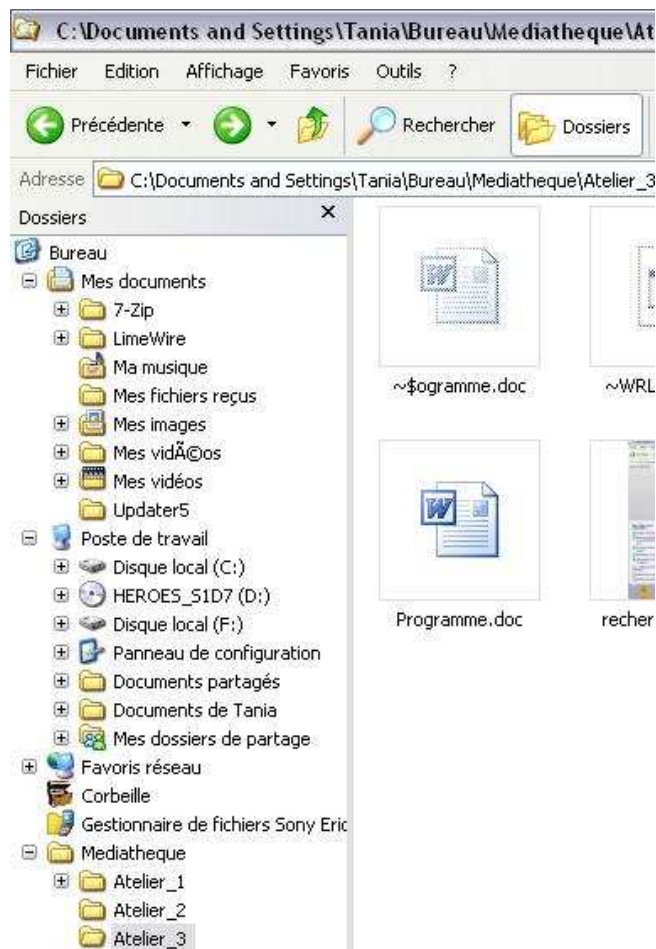 C:\Documents and Settings\Tania\Bureau\Mediatheque\At
Fichier Edition Affichage Favoris Outils ?
Précédente Rechercher Dossiers
Adresse C:\Documents and Settings\Tania\Bureau\Mediatheque\Atelier_3
Dossiers
Bureau
Mes documents
7-Zip
LimeWire
Ma musique
Mes fichiers reçus
Mes images
Mes vidÃ©os
Mes vidéos
Updater5
Poste de travail
Disque local (C:)
HEROES_S1D7 (D:)
Disque local (F:)
Panneau de configuration
Documents partagés
Documents de Tania
Mes dossiers de partage
Favoris réseau
Corbeille
Gestionnaire de fichiers Sony Eric
Mediatheque
Atelier_1
Atelier_2
Atelier_3
~$ogramme.doc ~WRL
Programme.doc recher